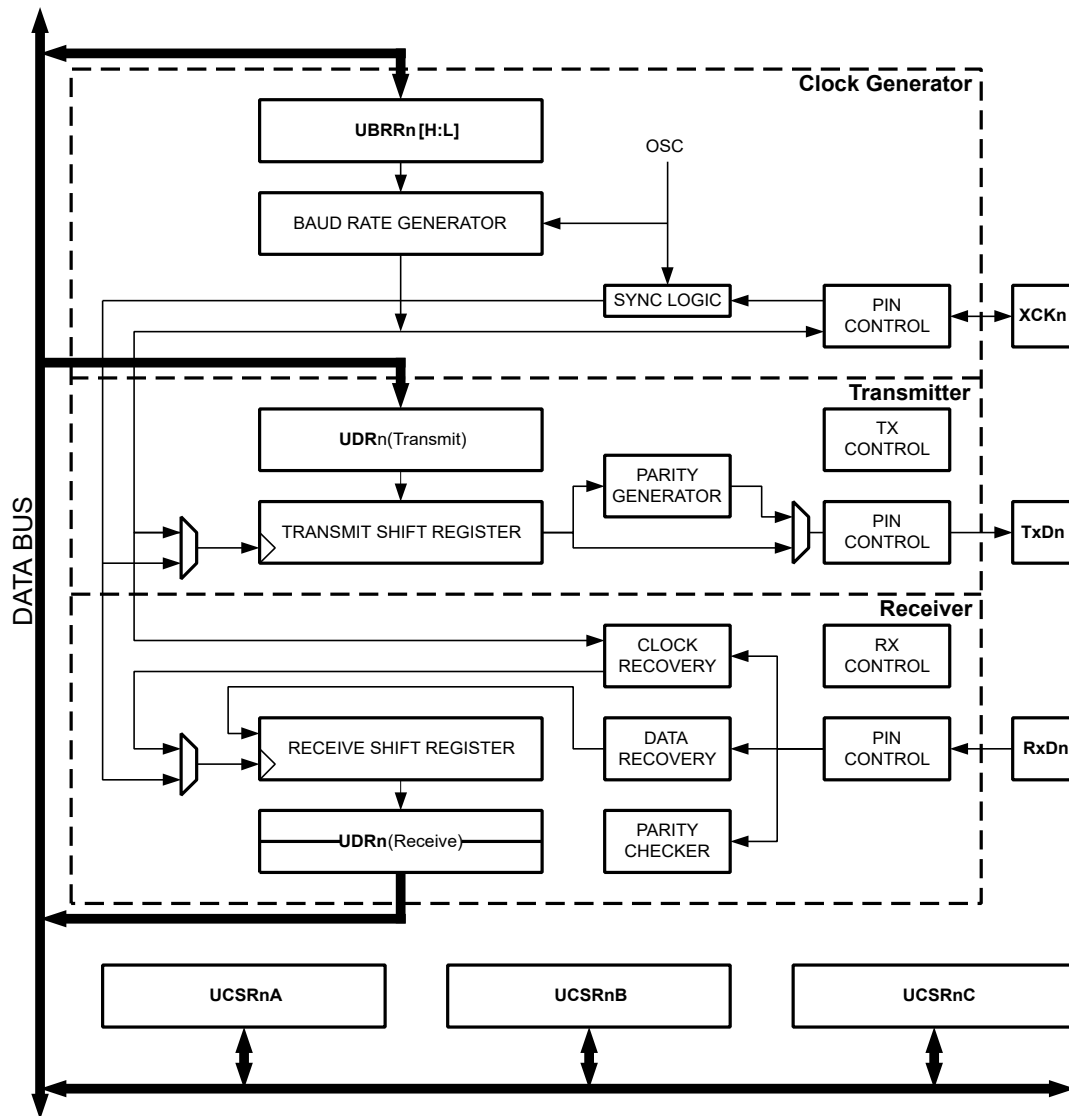 Clock Generator
UBRRn [H:L]
OSC
BAUD RATE GENERATOR
SYNC LOGIC
PIN
CONTROL
XCKn
DATA BUS
Transmitter
UDRn(Transmit)
TX
CONTROL
PARITY
GENERATOR
TRANSMIT SHIFT REGISTER
PIN
CONTROL
TxDn
Receiver
CLOCK
RECOVERY
RX
CONTROL
RECEIVE SHIFT REGISTER
DATA
RECOVERY
PIN
CONTROL
RxDn
UDRn(Receive)
PARITY
CHECKER
UCSRnA
UCSRnB
UCSRnC